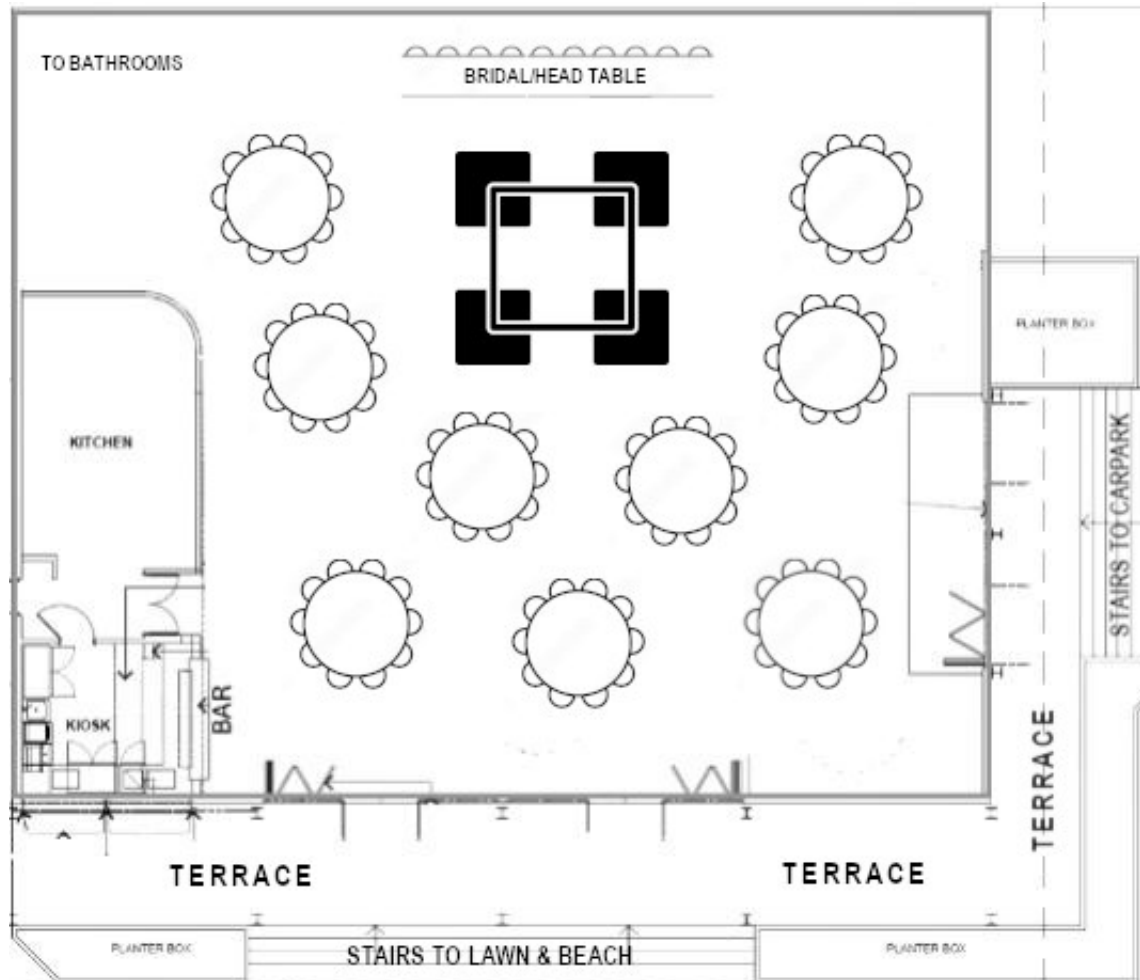 TO BATHROOMS
BRIDAL/HEAD TABLE
PLANTER BOX
KITCHEN
STAIRS TO CARPARK
BAR
KIOSK
TERRACE
TERRACE
TERRACE
PLANTER BOX
STAIRS TO LAWN & BEACH
PLANTER BOX